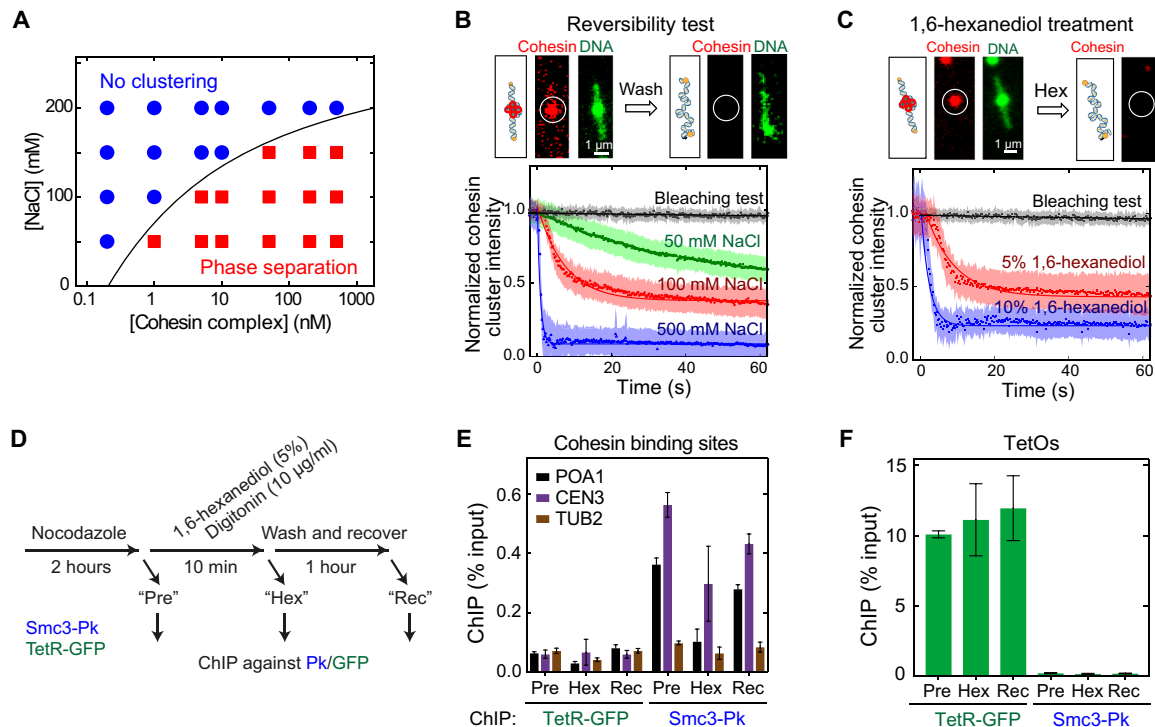 A
No clustering
Phase separation
[NaCl] (mM)
200
100
0
0.1
1
10
100
1000
[Cohesin complex] (nM)
B
Reversibility test
Cohesin DNA
Wash
Cohesin
DNA
1 μm
Normalized cohesin
cluster intensity
1.0
0.5
0.0
Bleaching test
50 mM NaCl
100 mM NaCl
500 mM NaCl
0
20
40
60
Time (s)
C
1,6-hexanediol treatment
Cohesin
DNA
Hex
Cohesin
1 μm
Normalized cohesin
cluster intensity
1.0
0.5
0.0
Bleaching test
5% 1,6-hexanediol
10% 1,6-hexanediol
0
20
40
60
Time (s)
D
1,6-hexanediol (5%)
Digitonin (10 μg/ml)
Nocodazole
Wash and recover
2 hours
10 min
1 hour
“Pre”
“Hex”
“Rec”
Smc3-Pk
TetR-GFP
ChIP against Pk/GFP
E
Cohesin binding sites
POA1
CEN3
TUB2
ChIP (% input)
0.6
0.4
0.2
0.0
Pre Hex Rec Pre Hex Rec
ChIP: TetR-GFP Smc3-Pk
F
TetOs
ChIP (% input)
15
10
5
0
Pre Hex Rec Pre Hex Rec
TetR-GFP Smc3-Pk